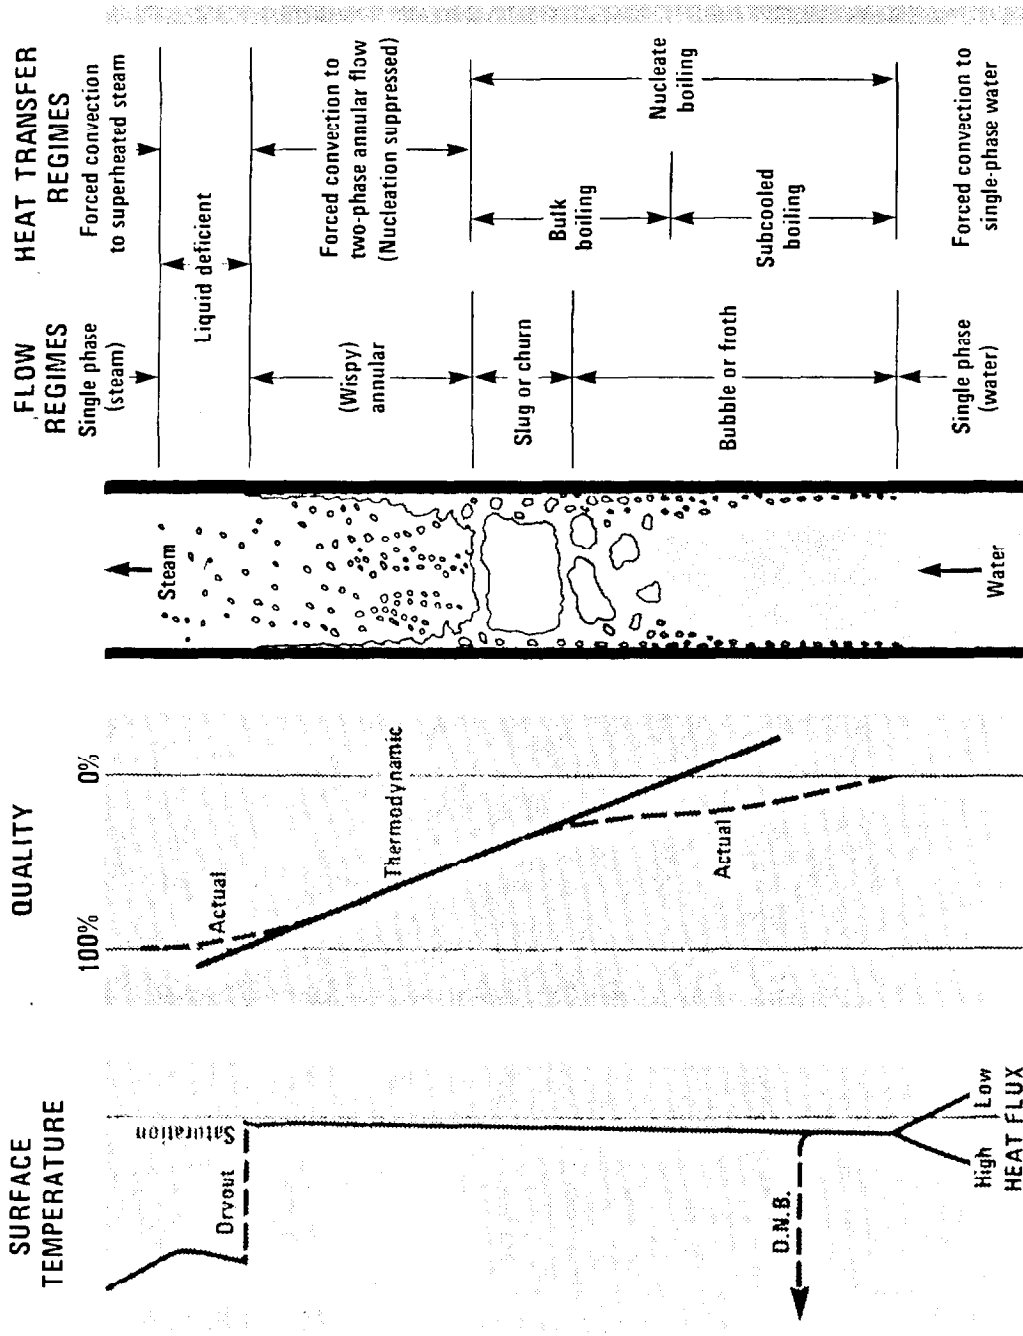 SURFACE
TEMPERATURE
Dryout
Saturation
D.N.B.
High
Low
HEAT FLUX
QUALITY
100%
0%
Actual
Thermodynamic
Actual
Steam
Water
FLOW
REGIMES
Single phase
(steam)
Liquid deficient
(Wispy)
annular
Slug or churn
Bubble or froth
Single phase
(water)
HEAT TRANSFER
REGIMES
Forced convection
to superheated steam
Forced convection to
two-phase annular flow
(Nucleation suppressed)
Bulk
boiling
Nucleate
boiling
Subcooled
boiling
Forced convection to
single-phase water